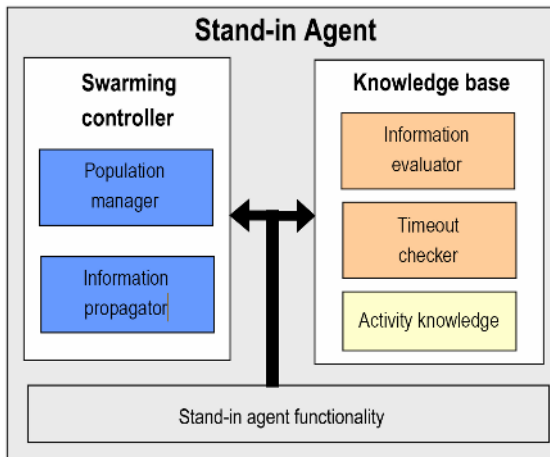 Stand-in Agent
Swarming
controller
Population
manager
Information
propagator
Knowledge base
Information
evaluator
Timeout
checker
Activity knowledge
Stand-in agent functionality